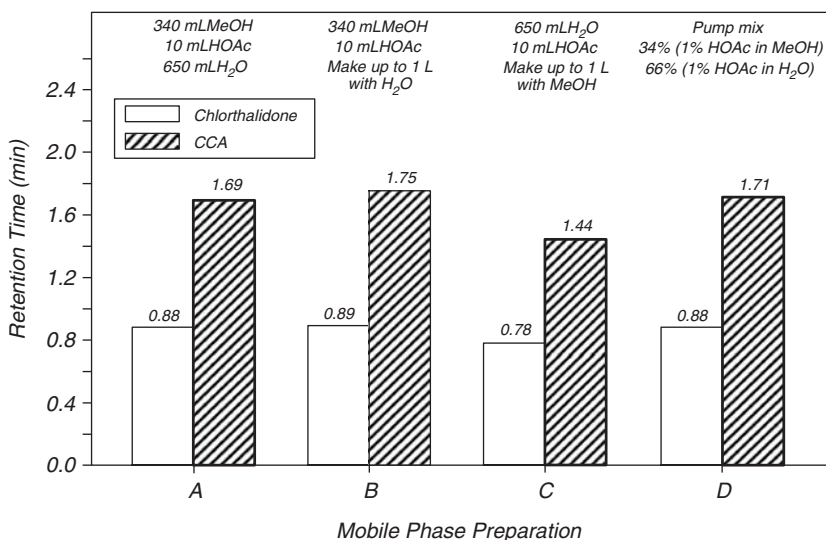 340 mLMeOH
10 mLHOAc
650 mLH₂O
340 mLMeOH
10 mLHOAc
Make up to 1 L
with H₂O
650 mLH₂O
10 mLHOAc
Make up to 1 L
with MeOH
Pump mix
34% (1% HOAc in MeOH)
66% (1% HOAc in H₂O)
Chlorthalidone
CCA
Retention Time (min)
2.4
2.0
1.6
1.2
0.8
0.4
0.0
0.88
1.69
0.89
1.75
0.78
1.44
0.88
1.71
A
B
C
D
Mobile Phase Preparation